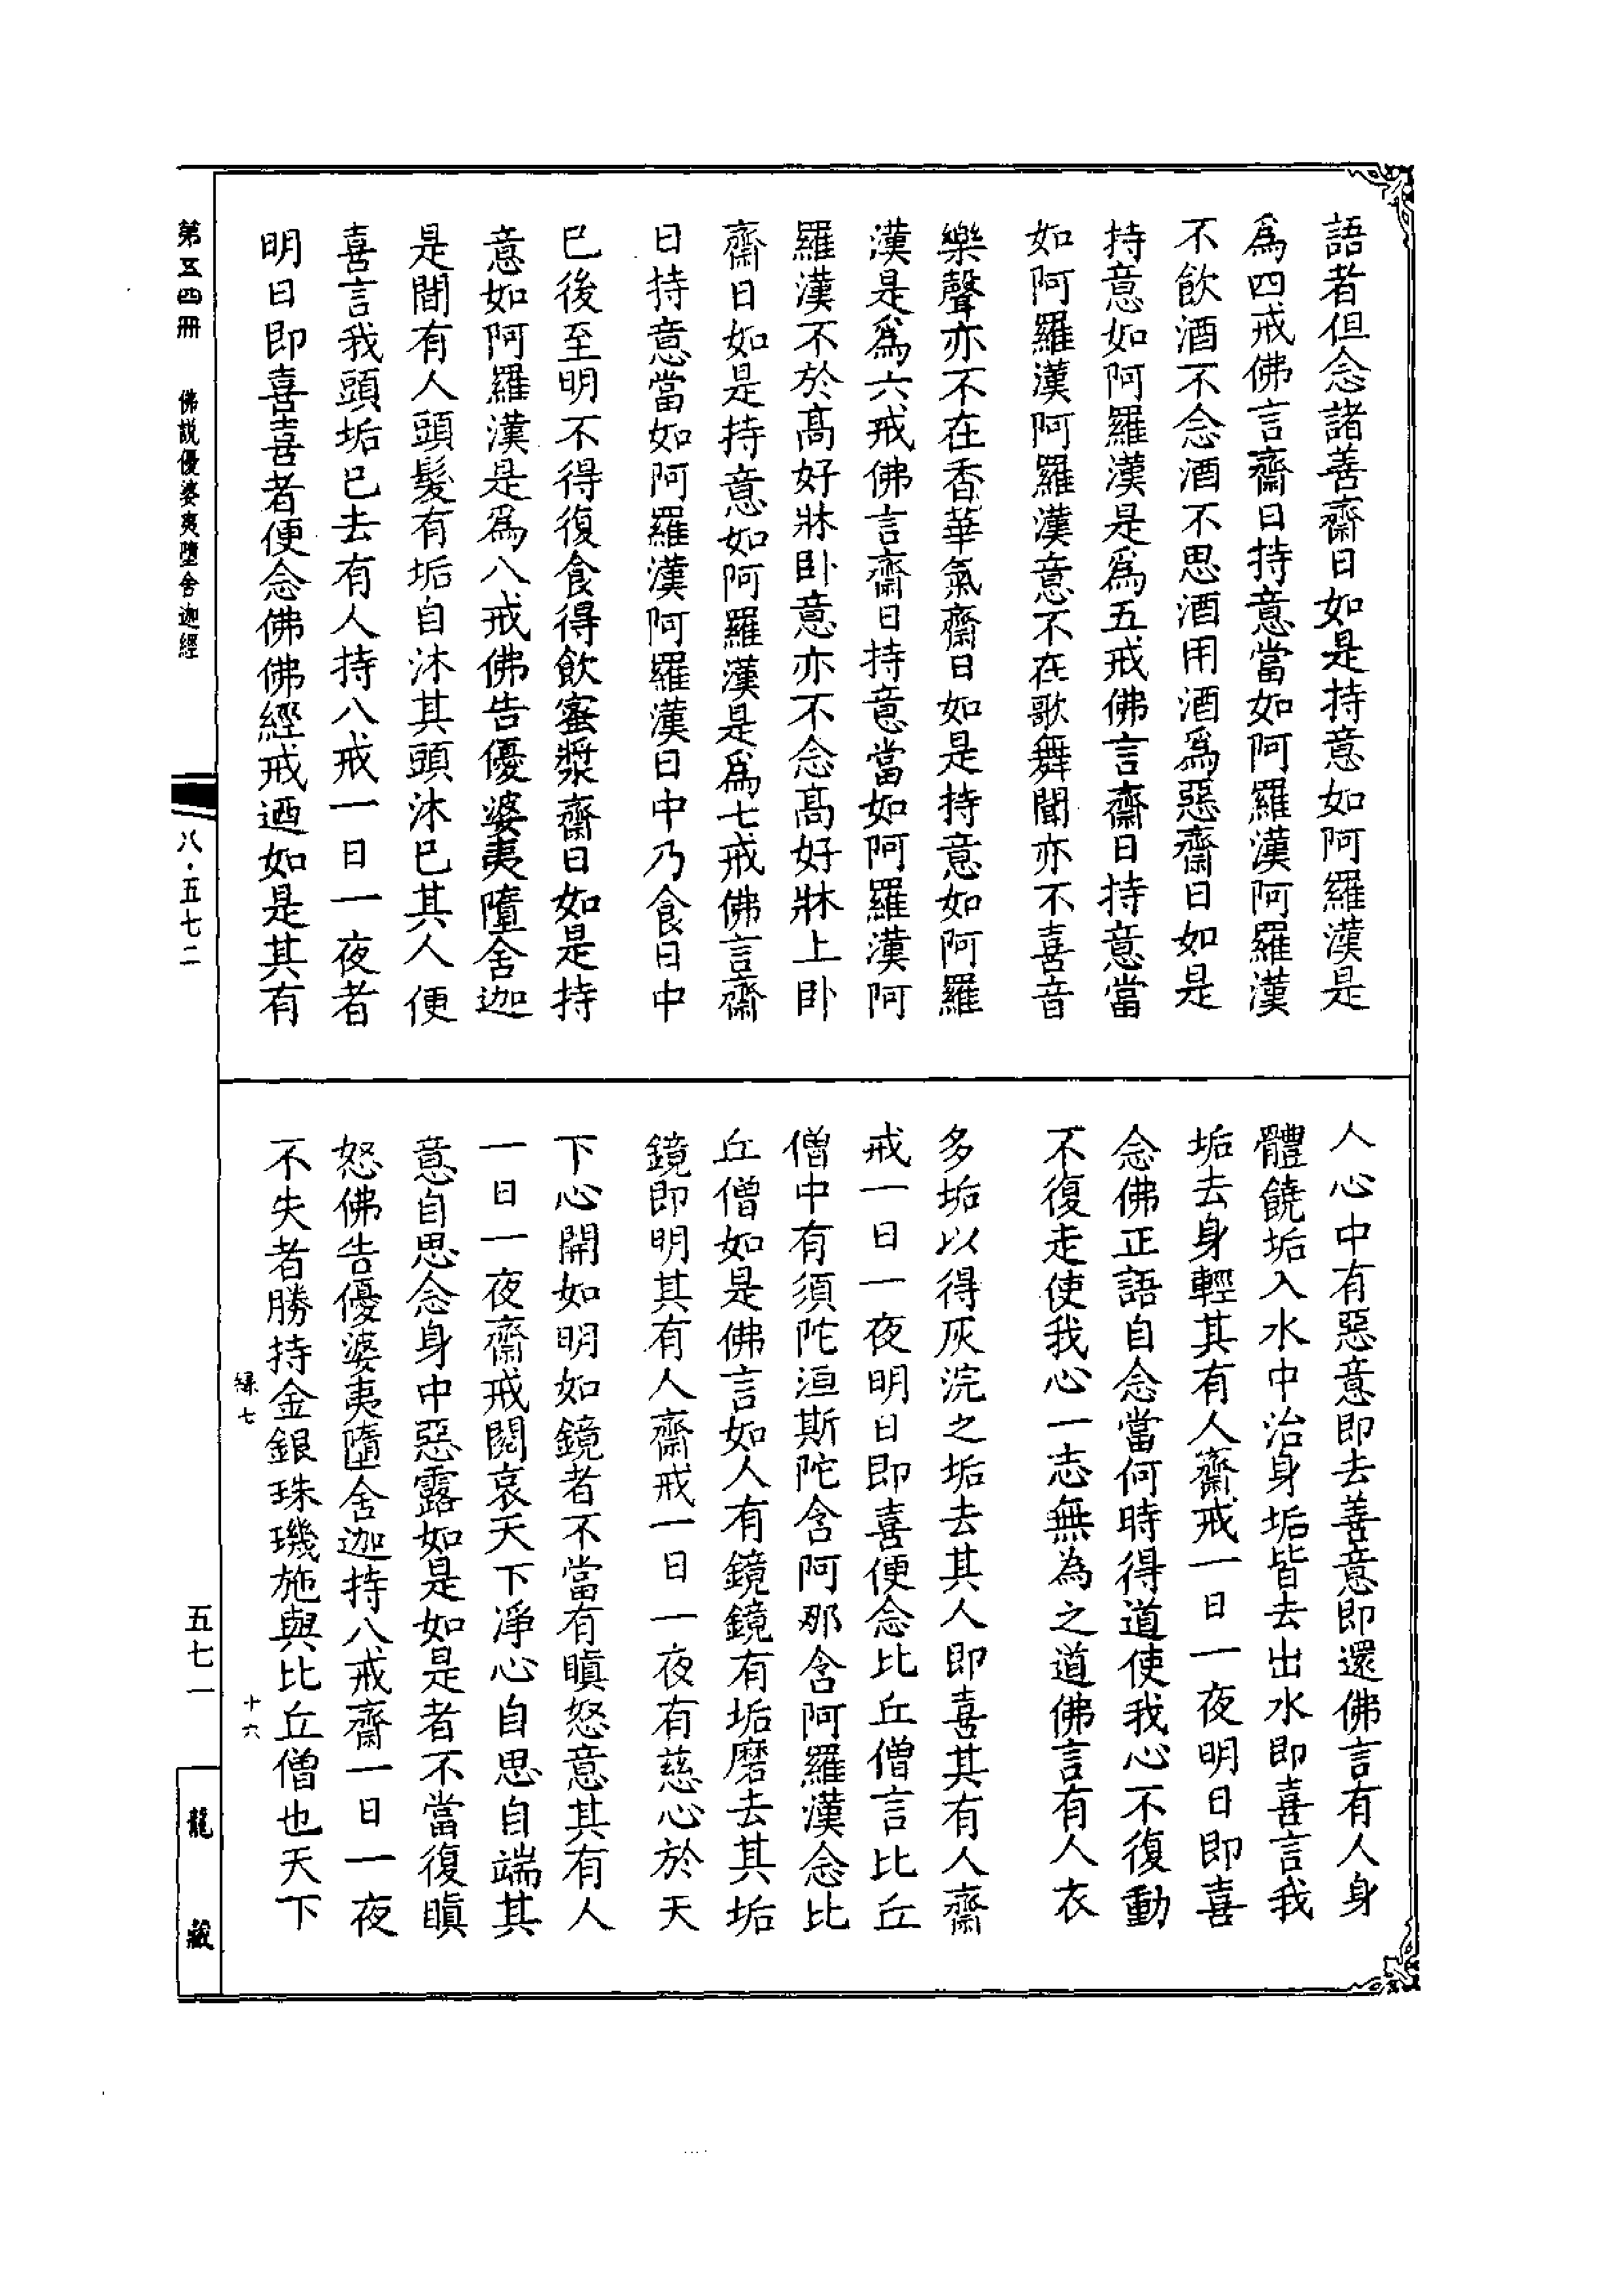 語者但念諸善齋日如是持意如阿羅漢是
爲四戒佛言齋日持意當如阿羅漢阿羅漢
不飲酒不念酒不思酒用酒爲惡齋日如是
持意如阿羅漢是爲五戒佛言齋日持意當
如阿羅漢阿羅漢意不在歌舞聞亦不喜音
樂聲亦不在香華氣齋日如是持意如阿羅
漢是爲六戒佛言齋日持意當如阿羅漢阿
羅漢不於高好牀卧意亦不念高好牀上卧
齋日如是持意如阿羅漢是爲七戒佛言齋
日持意當如阿羅漢阿羅漢日中乃食日中
已後至明不得復食得飲蜜漿齋日如是持
意如阿羅漢是爲八戒佛告優婆夷墮舍迦
是間有人頭髮有垢自沐其頭沐已其人便
喜言我頭垢已去有人持八戒一日一夜者
明日即喜喜者便念佛佛經戒迺如是其有
人心中有惡意即去善意即還佛言有人身
體饒垢入水中治身垢皆去出水即喜言我
垢去身輕其有人齋戒一日一夜明日即喜
念佛正語自念當何時得道使我心不復動
不復走使我心一志無為之道佛言有人衣
多垢以得灰浣之垢去其人即喜其有人齋
戒一日一夜明日即喜便念比丘僧言比丘
僧中有須陀洹斯陀含阿那含阿羅漢念比
丘僧如是佛言如人有鏡鏡有垢磨去其垢
鏡即明其有人齋戒一日一夜有慈心於天
下心開如明如鏡者不當有瞋怒意其有人
一日一夜齋戒閔哀天下淨心自思自端其
意自思念身中惡露如是如是者不當復瞋
怒佛告優婆夷墮舍迦持八戒齋一日一夜
不失者勝持金銀珠璣施與比丘僧也天下
緑七
十六
第五四冊
佛説優婆夷墮舍迦經
八・五七二
五七一
龍藏